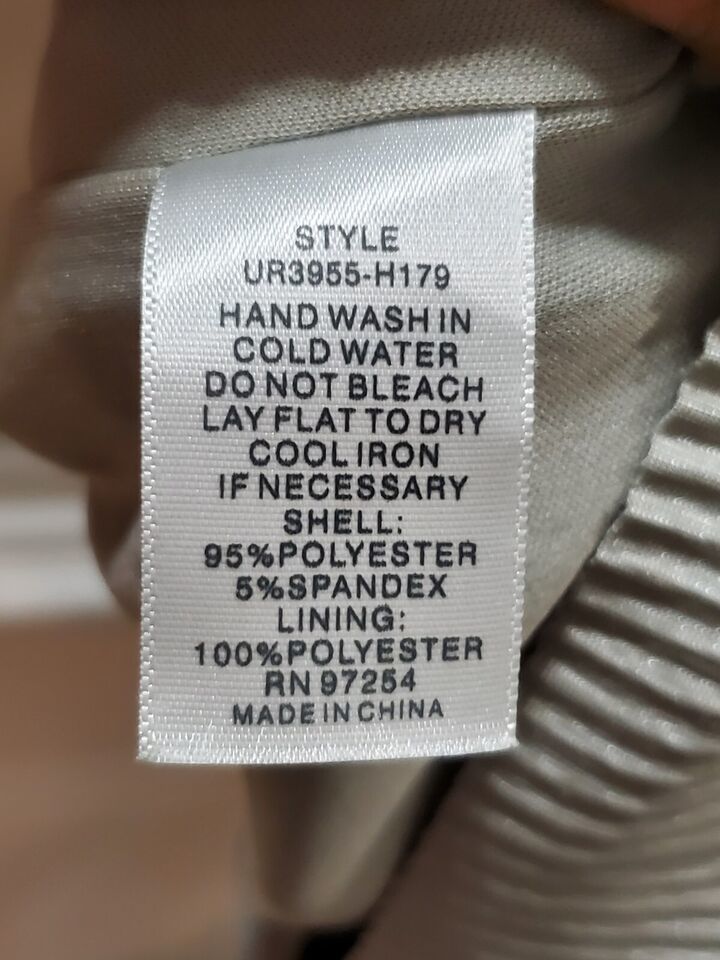 STYLE
UR3955-H179
HAND WASH IN
COLD WATER
DO NOT BLEACH
LAY FLAT TO DRY
COOL IRON
IF NECESSARY
SHELL:
95%POLYESTER
5%SPANDEX
LINING:
100%POLYESTER
RN 97254
MADE IN CHINA